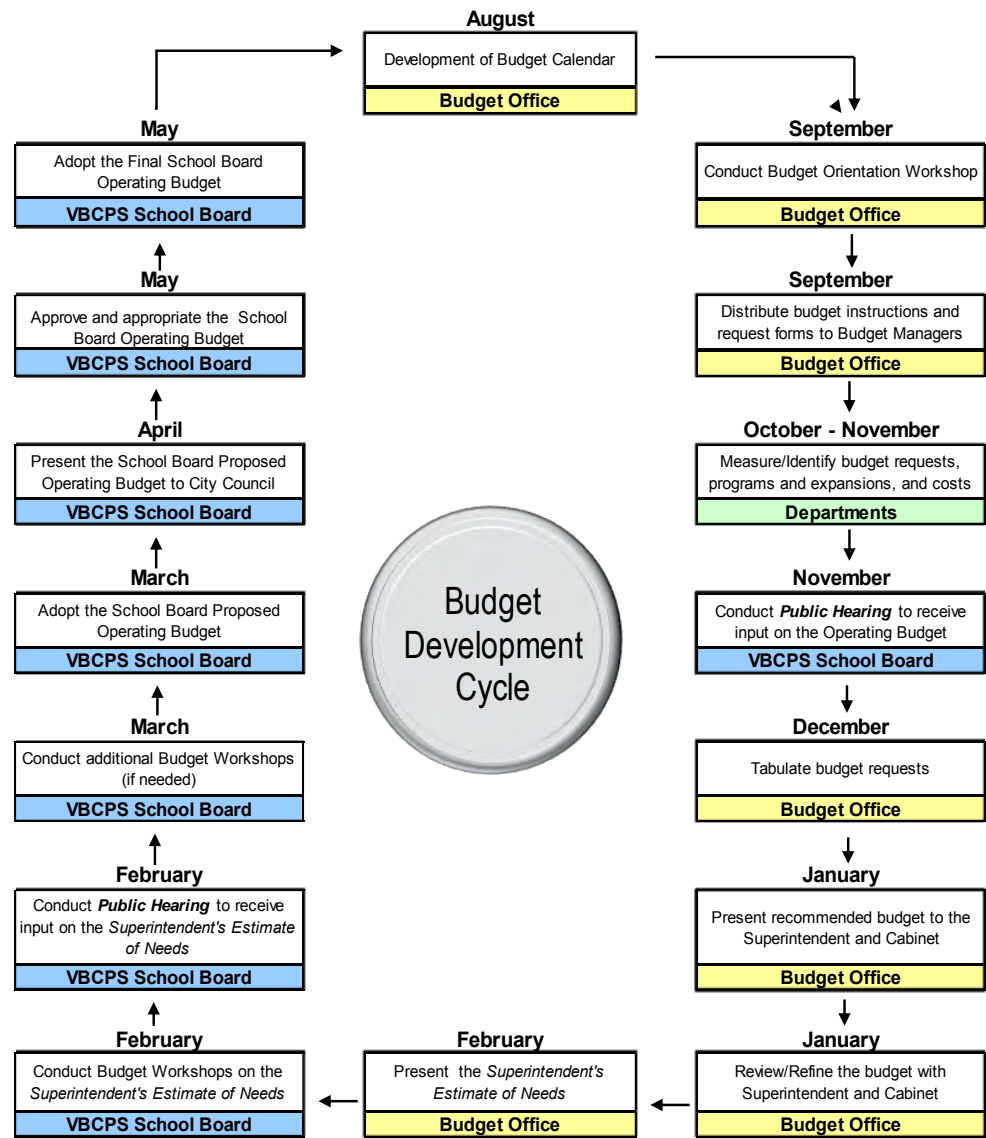 August
Development of Budget Calendar
Budget Office
September
Conduct Budget Orientation Workshop
Budget Office
September
Distribute budget instructions and
request forms to Budget Managers
Budget Office
October - November
Measure/Identify budget requests,
programs and expansions, and costs
Departments
November
Conduct Public Hearing to receive
input on the Operating Budget
VBCPS School Board
December
Tabulate budget requests
Budget Office
January
Present recommended budget to the
Superintendent and Cabinet
Budget Office
January
Review/Refine the budget with
Superintendent and Cabinet
Budget Office
February
Present the Superintendent's
Estimate of Needs
Budget Office
February
Conduct Budget Workshops on the
Superintendent's Estimate of Needs
VBCPS School Board
February
Conduct Public Hearing to receive
input on the Superintendent's Estimate
of Needs
VBCPS School Board
March
Conduct additional Budget Workshops
(if needed)
VBCPS School Board
March
Adopt the School Board Proposed
Operating Budget
VBCPS School Board
April
Present the School Board Proposed
Operating Budget to City Council
VBCPS School Board
May
Approve and appropriate the School
Board Operating Budget
VBCPS School Board
May
Adopt the Final School Board
Operating Budget
VBCPS School Board
Budget
Development
Cycle